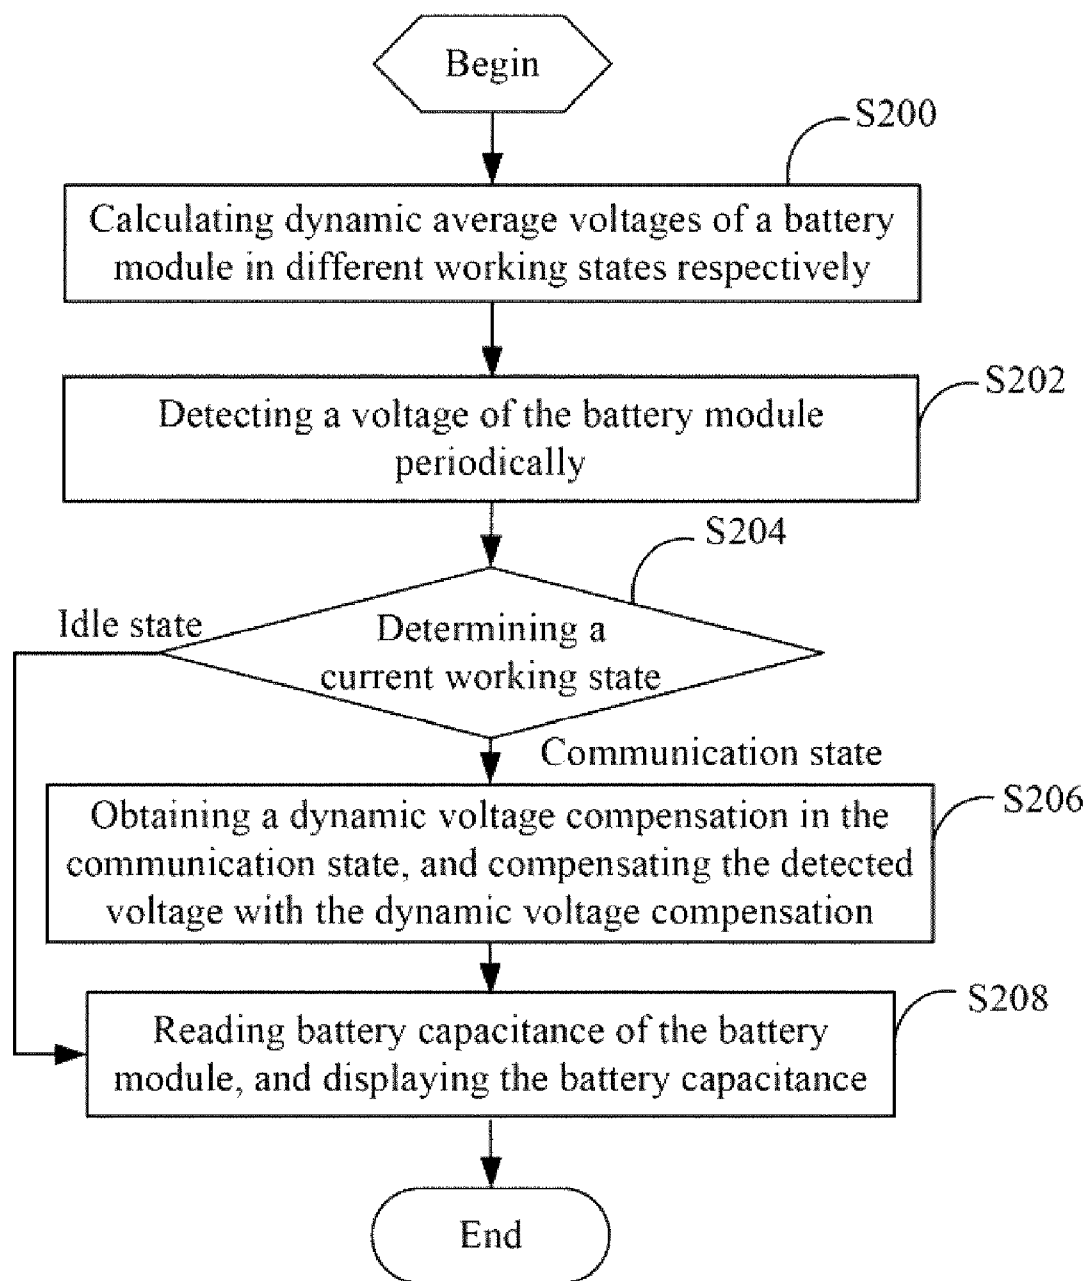 Begin
S200
Calculating dynamic average voltages of a battery
module in different working states respectively
S202
Detecting a voltage of the battery module
periodically
S204
Idle state
Determining a
current working state
Communication state
S206
Obtaining a dynamic voltage compensation in the
communication state, and compensating the detected
voltage with the dynamic voltage compensation
S208
Reading battery capacitance of the battery
module, and displaying the battery capacitance
End